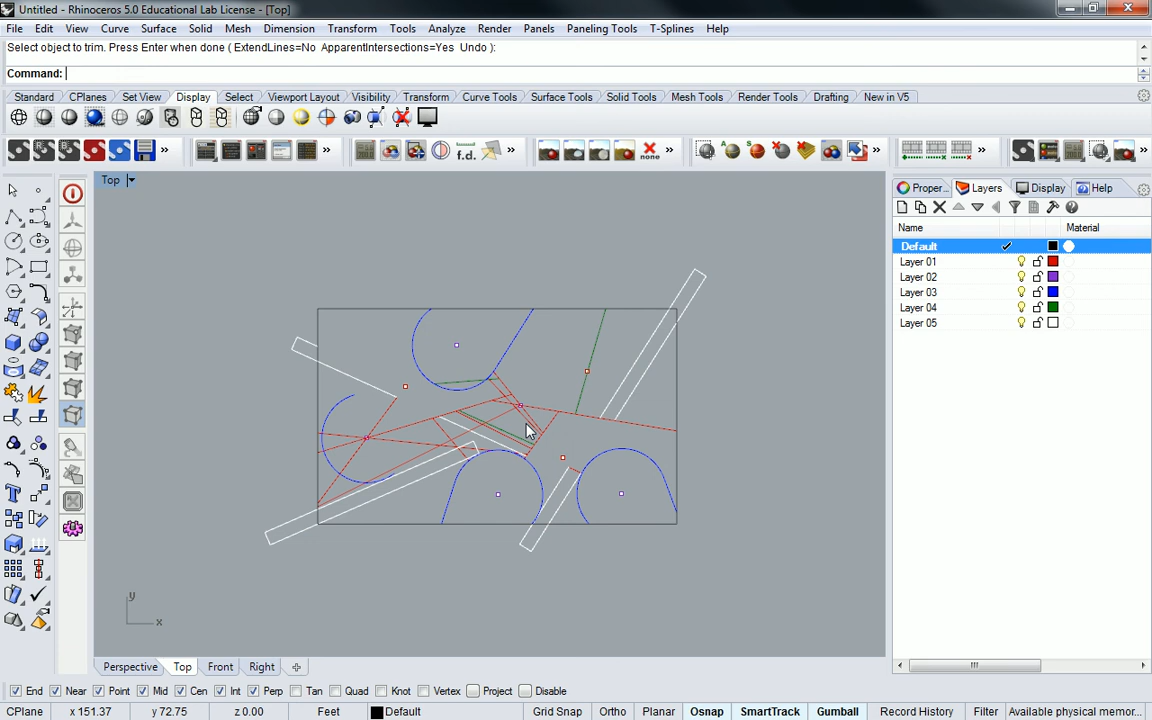 Untitled - Rhinoceros 5.0 Educational Lab License - [Top]
File Edit View Curve Surface Solid Mesh Dimension Transform Tools Analyze Render Panels Paneling Tools T-Splines Help
Select object to trim. Press Enter when done ( ExtendLines=No ApparentIntersections=Yes Undo ):
Command:
Standard CPlanes Set View Display Select Viewport Layout Visibility Transform Curve Tools Surface Tools Solid Tools Mesh Tools Render Tools Drafting New in V5
f.d. none
Top
Proper... Layers Display Help
Name Material
Default
Layer 01
Layer 02
Layer 03
Layer 04
Layer 05
y
x
Perspective Top Front Right
End Near Point Mid Cen Int Perp Tan Quad Knot Vertex Project Disable
CPlane x 151.37 y 72.75 z 0.00 Feet Default Grid Snap Ortho Planar Osnap SmartTrack Gumball Record History Filter Available physical memor...